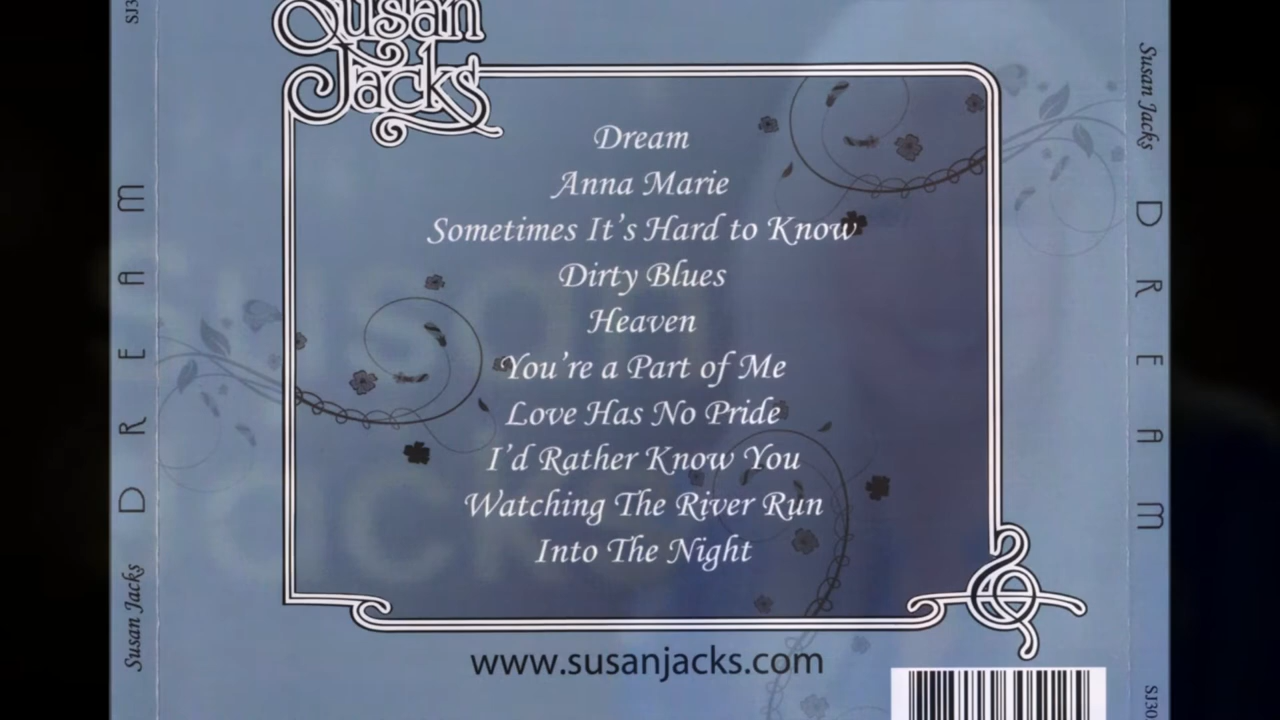 Susan
Jacks
Dream
Anna Marie
Sometimes It's Hard to Know
Dirty Blues
Heaven
You're a Part of Me
Love Has No Pride
I'd Rather Know You
Watching The River Run
Into The Night
www.susanjacks.com
Susan Jacks DREAM
Susan Jacks DREAM